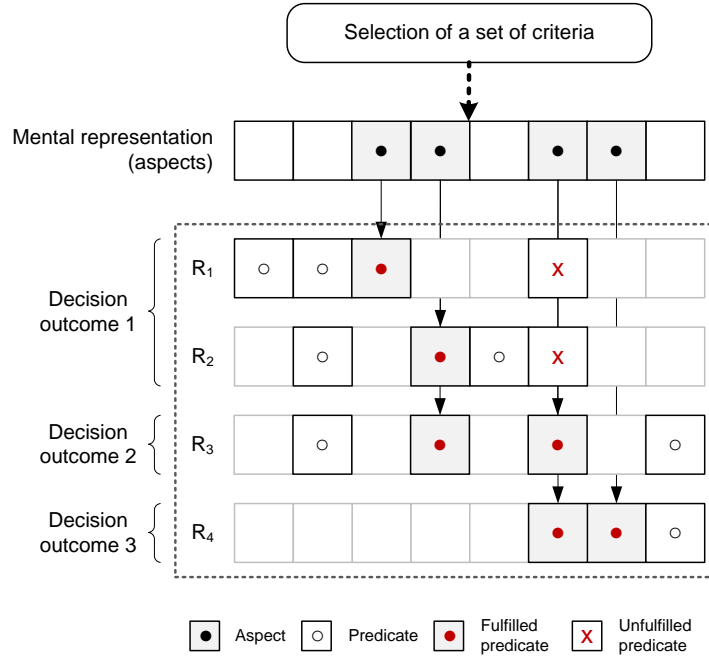 Selection of a set of criteria
Mental representation
(aspects)
Decision
outcome 1
R1
X
R2
X
Decision
outcome 2
R3
Decision
outcome 3
R4
Aspect
Predicate
Fulfilled
predicate
X
Unfulfilled
predicate